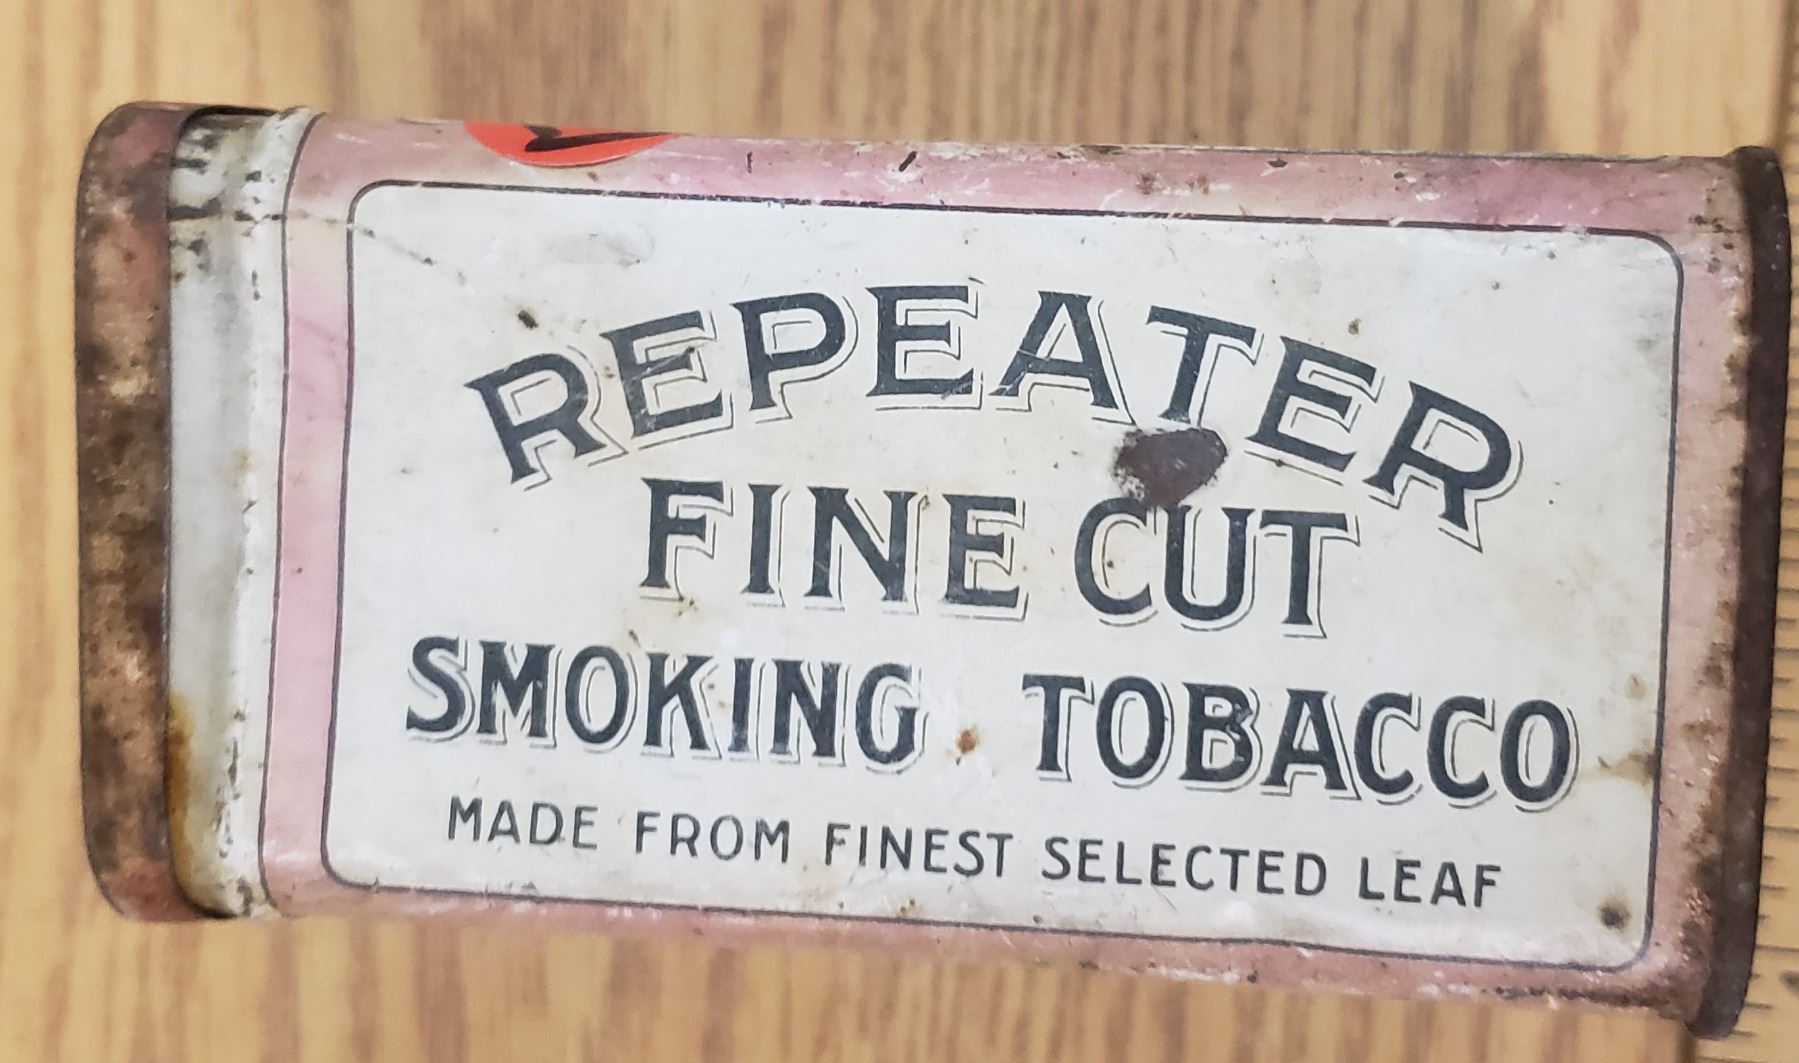 REPEATER
FINE CUT
SMOKING TOBACCO
MADE FROM FINEST SELECTED LEAF